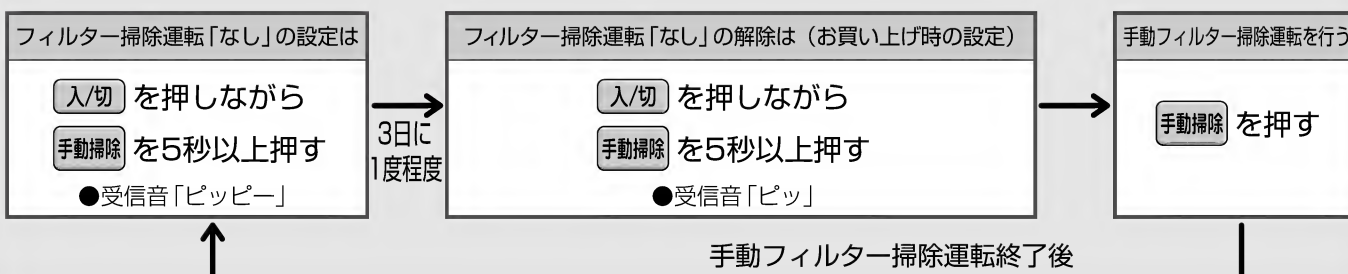 フィルター掃除運転「なし」の設定は
入/切 を押しながら
手動掃除 を5秒以上押す
●受信音「ピッピー」
3日に
1度程度
フィルター掃除運転「なし」の解除は（お買い上げ時の設定）
入/切 を押しながら
手動掃除 を5秒以上押す
●受信音「ピッ」
手動フィルター掃除運転を行う
手動掃除 を押す
手動フィルター掃除運転終了後